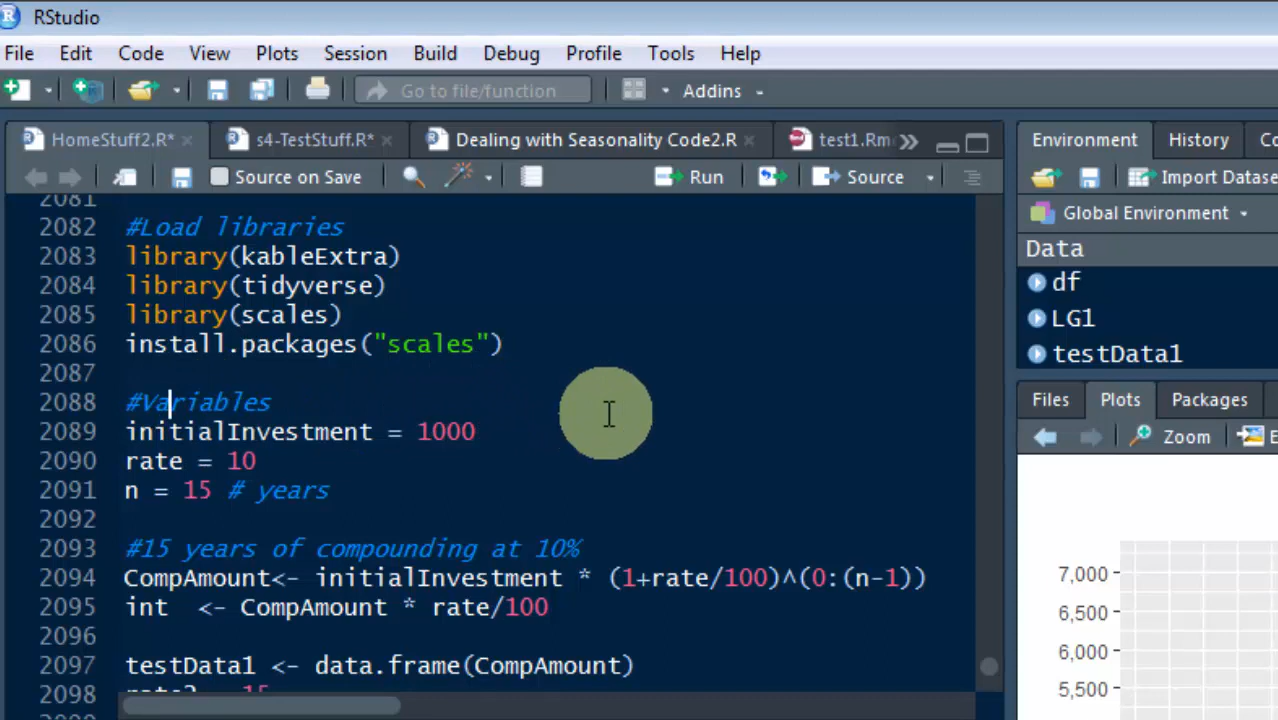 RStudio
File Edit Code View Plots Session Build Debug Profile Tools Help
Go to file/function Addins
HomeStuff2.R* s4-TestStuff.R* Dealing with Seasonality Code2.R test1.Rm
Source on Save Run Source
2081
2082 #Load libraries
2083 library(kableExtra)
2084 library(tidyverse)
2085 library(scales)
2086 install.packages("scales")
2087
2088 #Variables
2089 initialInvestment = 1000
2090 rate = 10
2091 n = 15 # years
2092
2093 #15 years of compounding at 10%
2094 CompAmount<- initialInvestment * (1+rate/100)^(0:(n-1))
2095 int <- CompAmount * rate/100
2096
2097 testData1 <- data.frame(CompAmount)
2098 rate2 = 15
Environment History Co
Import Datase
Global Environment
Data
df
LG1
testData1
Files Plots Packages
Zoom E
7,000
6,500
6,000
5,500